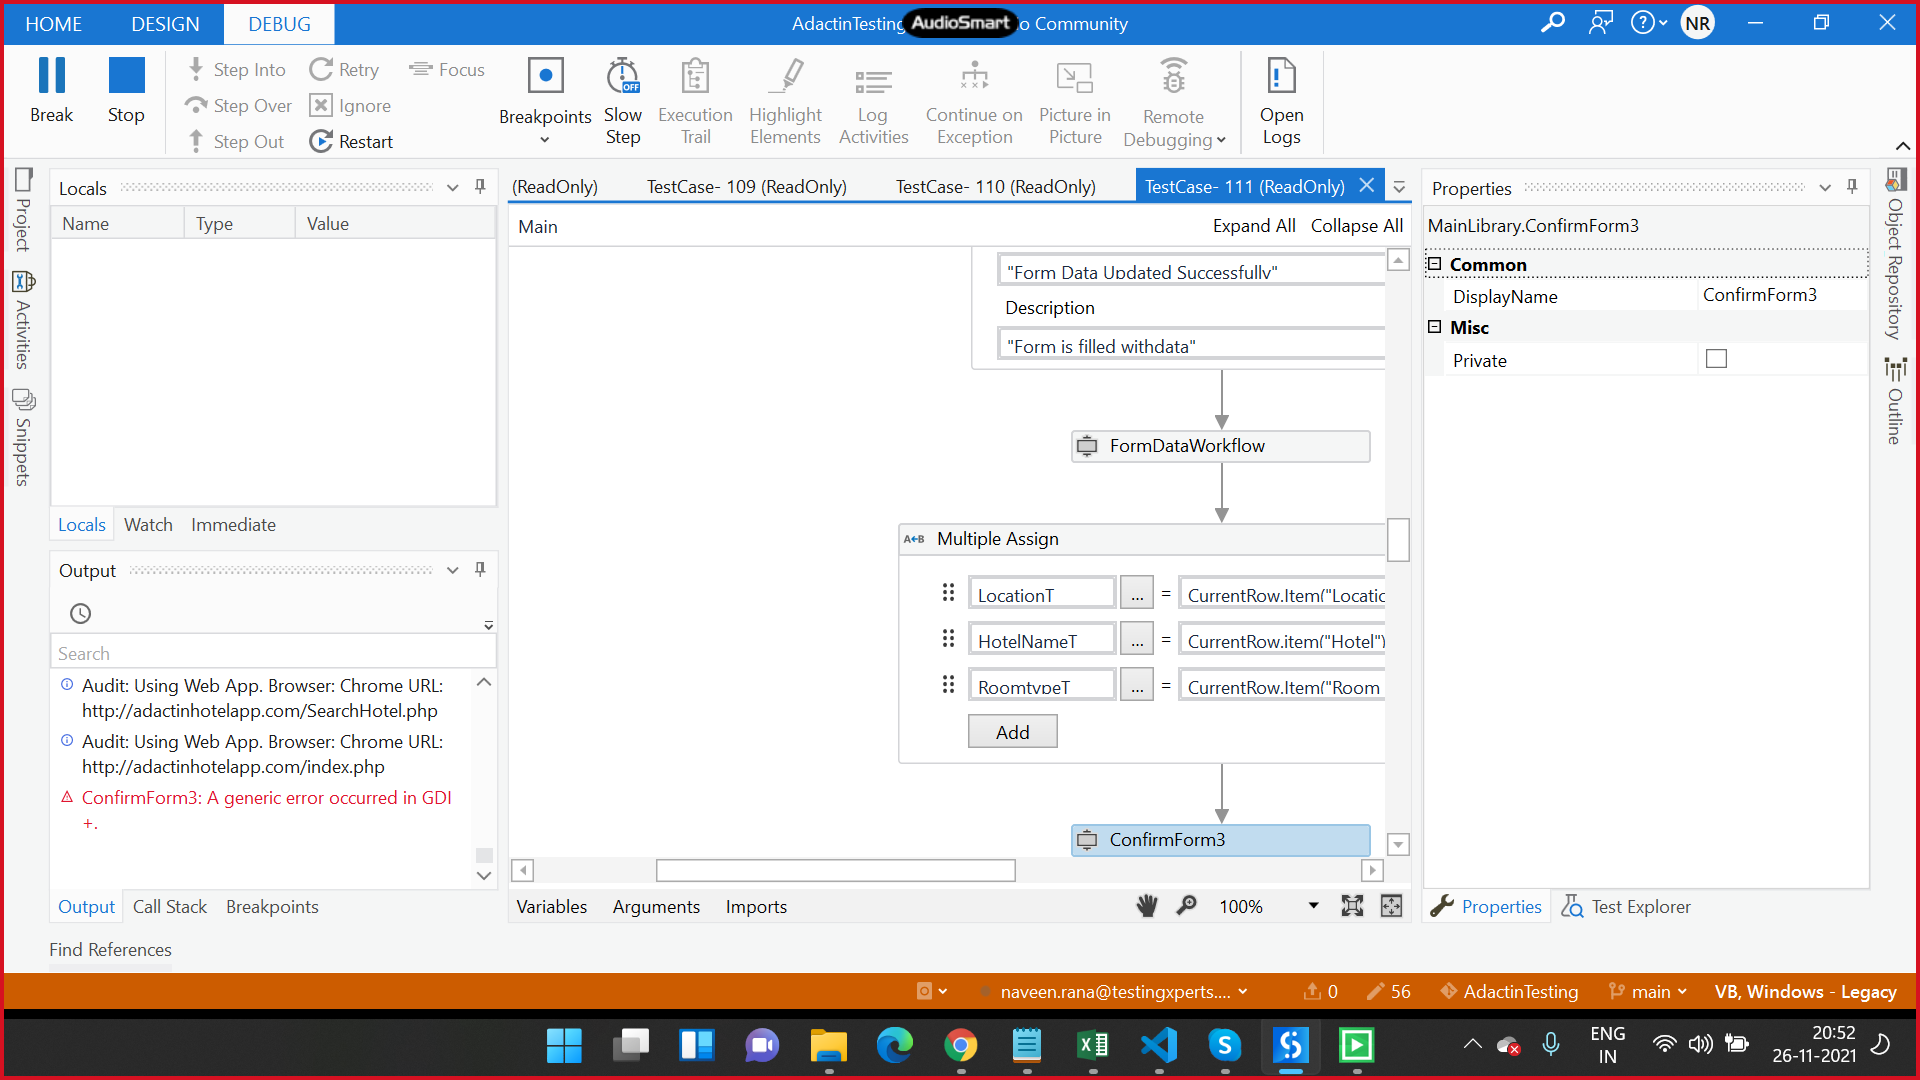 HOME DESIGN DEBUG
AdactinTesting AudioSmart o Community
NR
Break
Stop
Step Into
Step Over
Step Out
Retry
Ignore
Restart
Focus
Breakpoints
Slow
Step
OFF
Execution
Trail
Highlight
Elements
Log
Activities
Continue on
Exception
Picture in
Picture
Remote
Debugging
Open
Logs
Project
Activities
Snippets
Locals
Name Type Value
Locals Watch Immediate
Output
Search
Audit: Using Web App. Browser: Chrome URL:
http://adactinhotelapp.com/SearchHotel.php
Audit: Using Web App. Browser: Chrome URL:
http://adactinhotelapp.com/index.php
ConfirmForm3: A generic error occurred in GDI
+.
Output Call Stack Breakpoints
Find References
(ReadOnly) TestCase- 109 (ReadOnly) TestCase- 110 (ReadOnly) TestCase- 111 (ReadOnly)
Main
Expand All Collapse All
"Form Data Updated Successfully"
Description
"Form is filled withdata"
FormDataWorkflow
A B Multiple Assign
LocationT ... = CurrentRow.Item("Locatic
HotelNameT ... = CurrentRow.item("Hotel")
RoomtypeT ... = CurrentRow.Item("Room
Add
ConfirmForm3
Variables Arguments Imports
100%
Properties
MainLibrary.ConfirmForm3
Common
DisplayName ConfirmForm3
Misc
Private
Properties Test Explorer
Object Repository
Outline
naveen.rana@testingxperts....
0
56
AdactinTesting
main
VB, Windows - Legacy
ENG
IN
20:52
26-11-2021